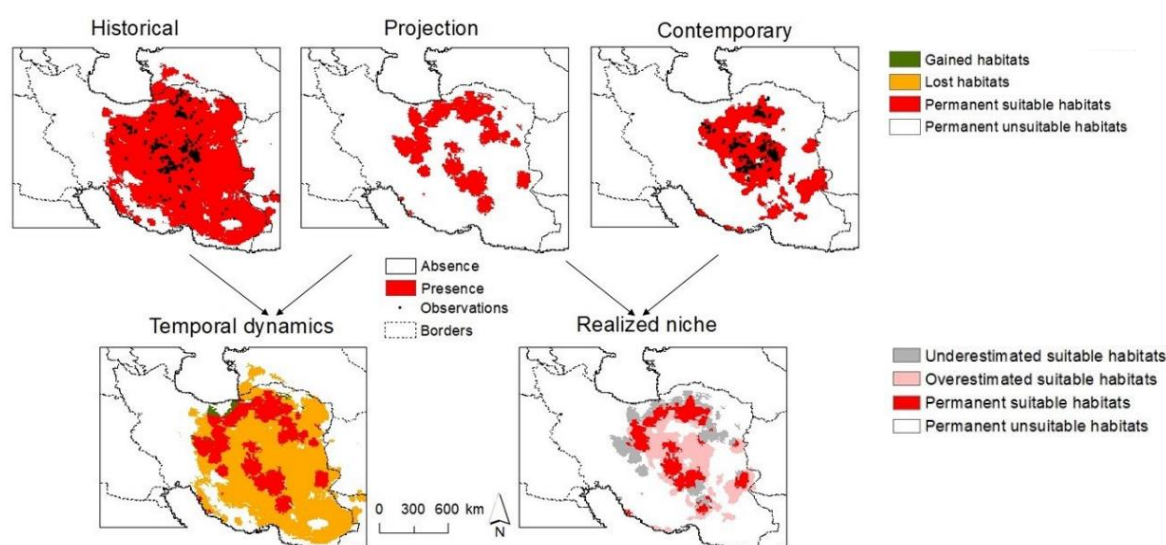 Historical
Projection
Contemporary
Gained habitats
Lost habitats
Permanent suitable habitats
Permanent unsuitable habitats
Absence
Presence
Observations
Borders
Temporal dynamics
Realized niche
Underestimated suitable habitats
Overestimated suitable habitats
Permanent suitable habitats
Permanent unsuitable habitats
0 300 600 km
N